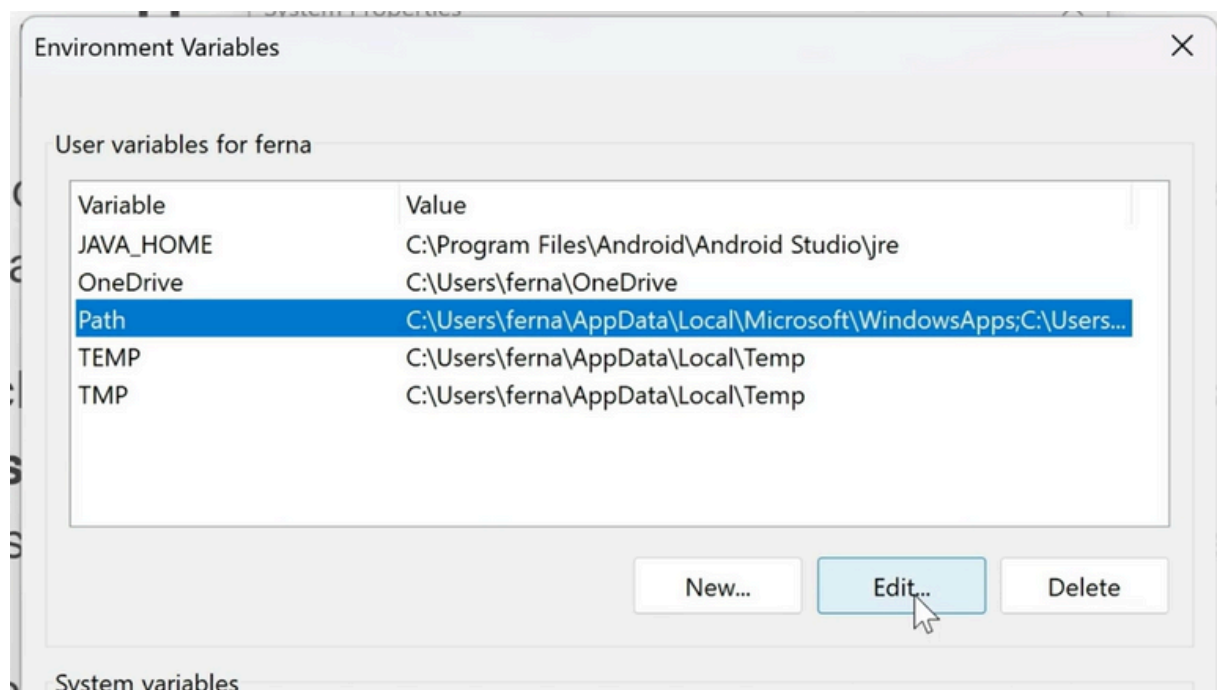 System Properties
Environment Variables
User variables for ferna
Variable Value
JAVA_HOME C:\Program Files\Android\Android Studio\jre
OneDrive C:\Users\ferna\OneDrive
Path C:\Users\ferna\AppData\Local\Microsoft\WindowsApps;C:\Users...
TEMP C:\Users\ferna\AppData\Local\Temp
TMP C:\Users\ferna\AppData\Local\Temp
New... Edit... Delete
System variables